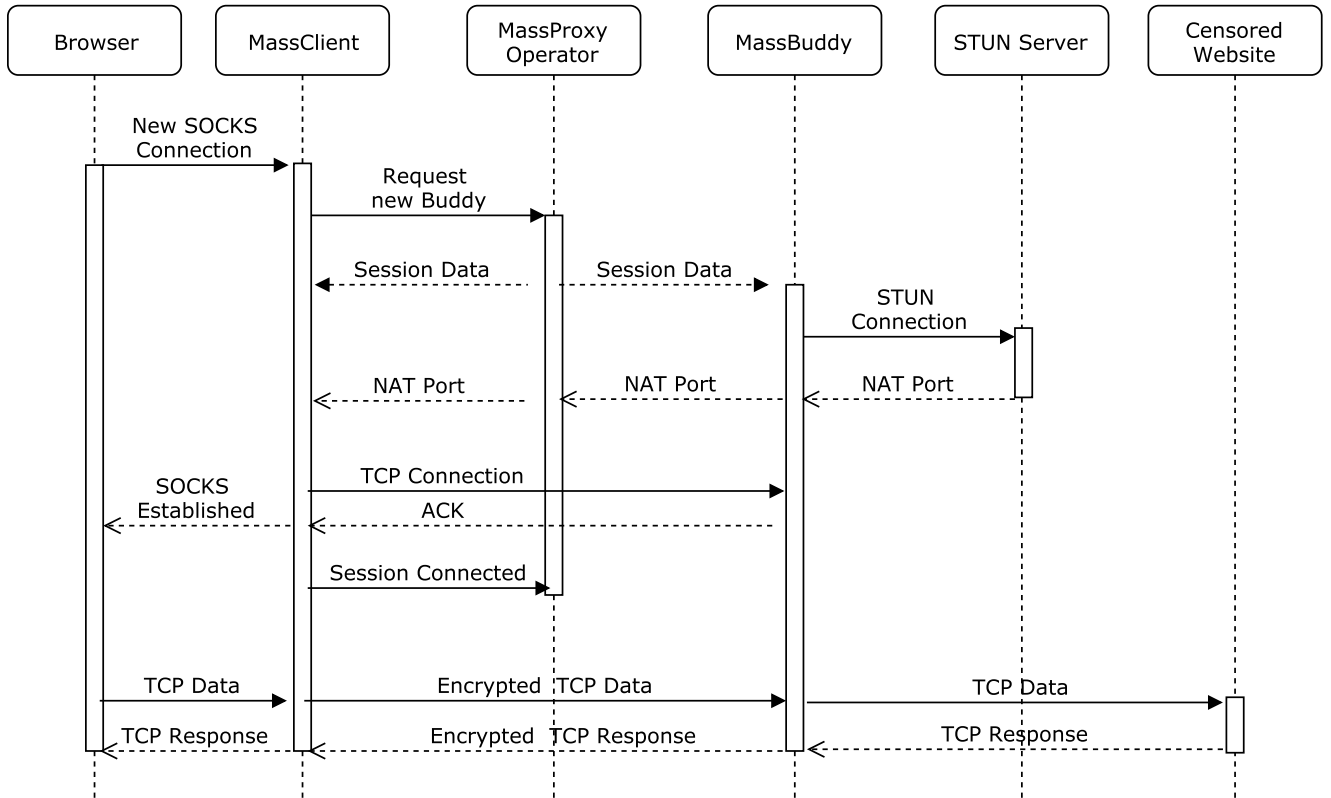 Browser
MassClient
MassProxy
Operator
MassBuddy
STUN Server
Censored
Website
New SOCKS
Connection
Request
new Buddy
Session Data
Session Data
STUN
Connection
NAT Port
NAT Port
NAT Port
TCP Connection
SOCKS
Established
ACK
Session Connected
TCP Data
Encrypted TCP Data
TCP Data
TCP Response
Encrypted TCP Response
TCP Response